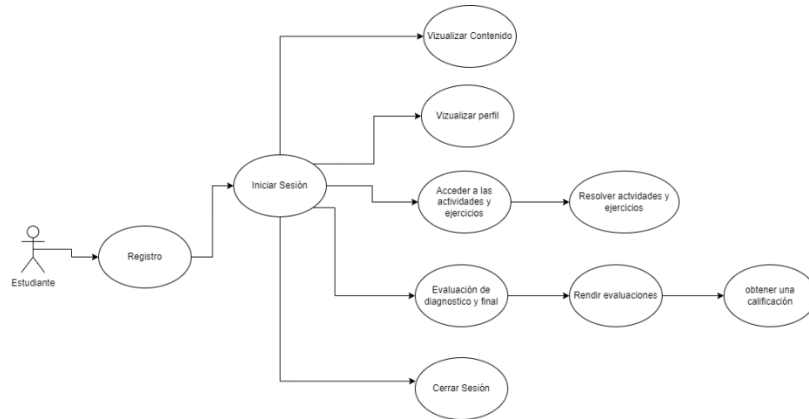 Vizualizar Contenido
Vizualizar perfil
Iniciar Sesión
Acceder a las
actividades y
ejercicios
Resolver actvidades y
ejercicios
Estudiante
Registro
Evaluación de
diagnostico y final
Rendir evaluaciones
obtener una
calificación
Cerrar Sesión